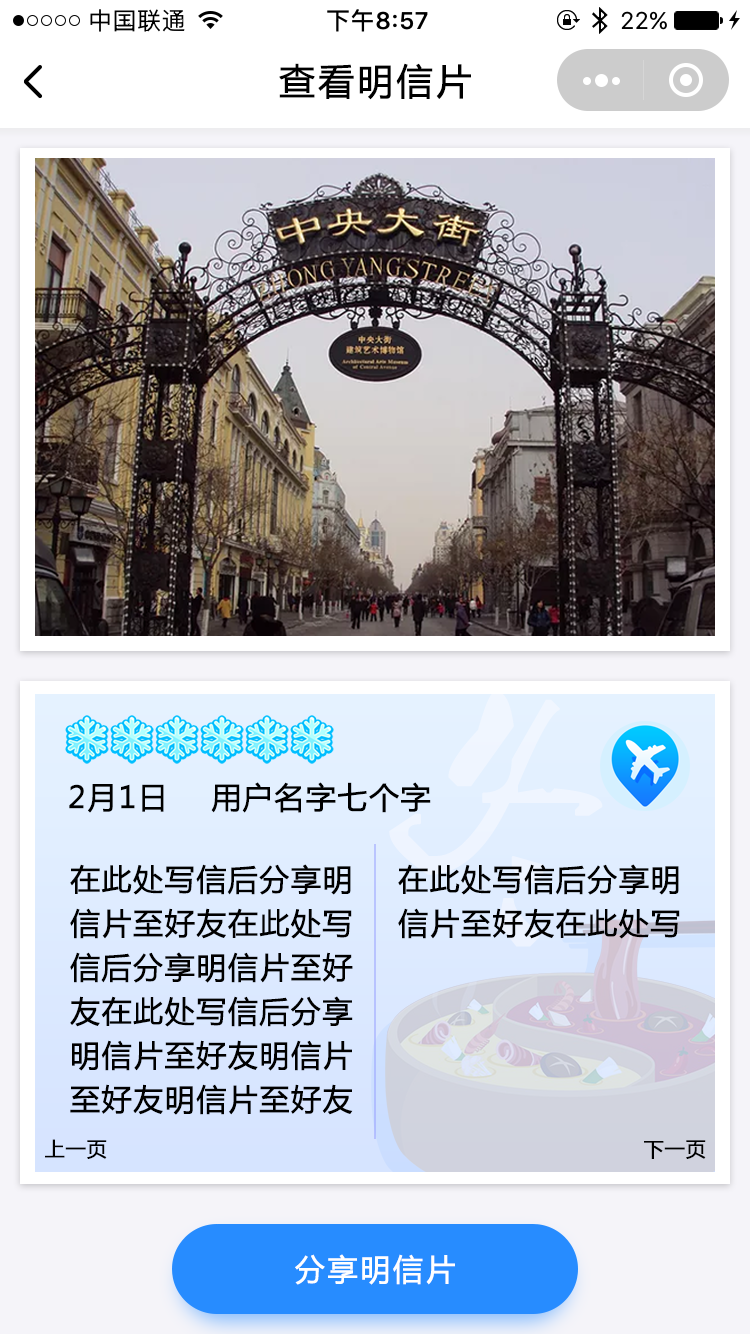 中国联通
下午8:57
22%
查看明信片
中央大街
ZHONG YANG STREET
中央大街
建筑艺术博物馆
Architectural Arts Museum
of Central Avenue
2月1日 用户名字七个字
在此处写信后分享明
信片至好友在此处写
信后分享明信片至好
友在此处写信后分享
明信片至好友明信片
至好友明信片至好友
在此处写信后分享明
信片至好友在此处写
上一页
下一页
分享明信片